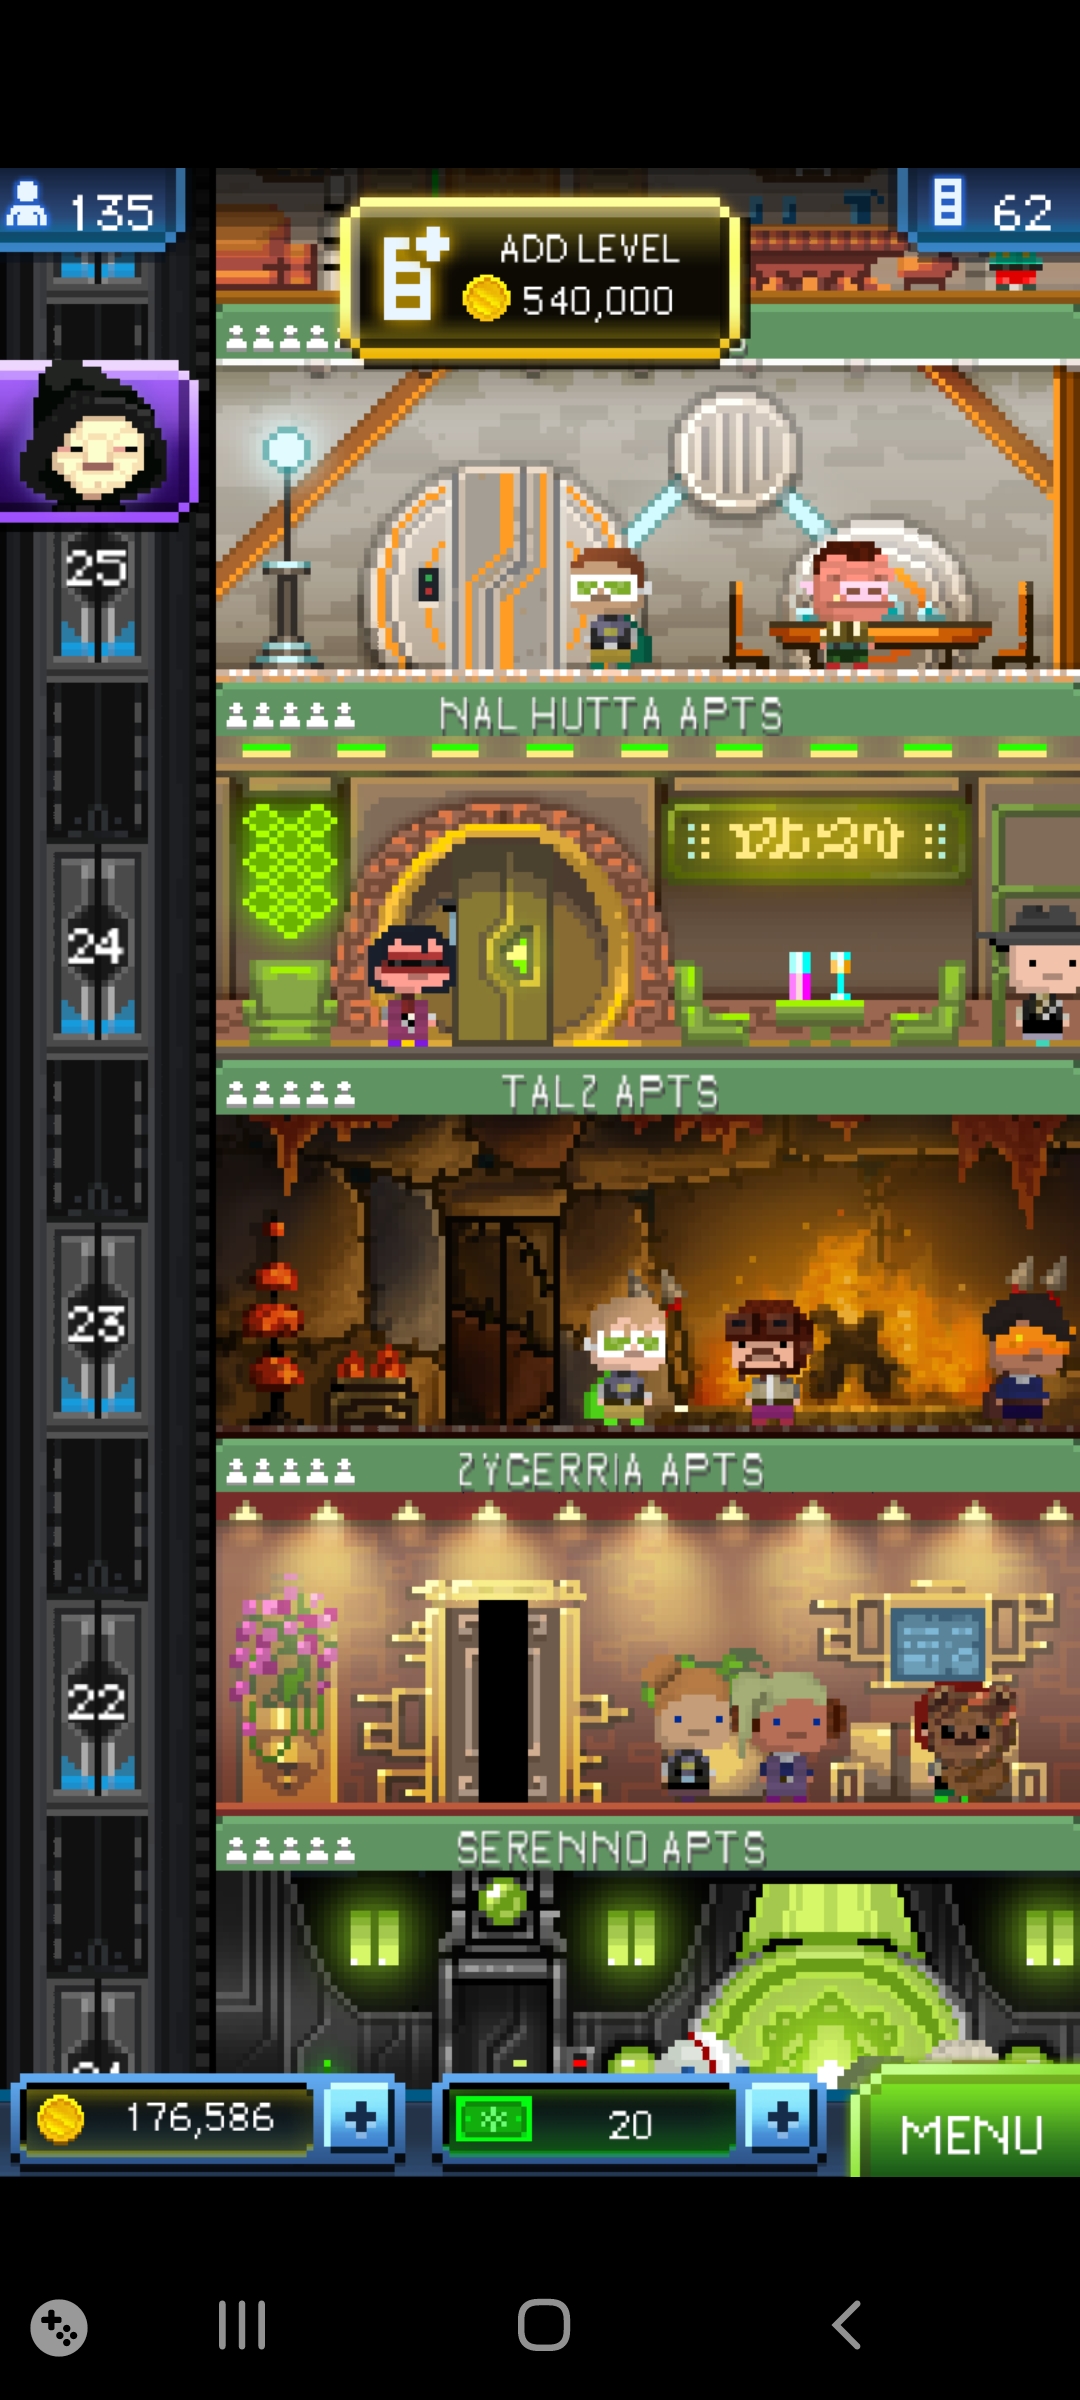 135
62
ADD LEVEL
540,000
25
NAL HUTTA APTS
24
TALZ APTS
23
ZYGERRIA APTS
22
SERENNO APTS
176,586
20
MENU